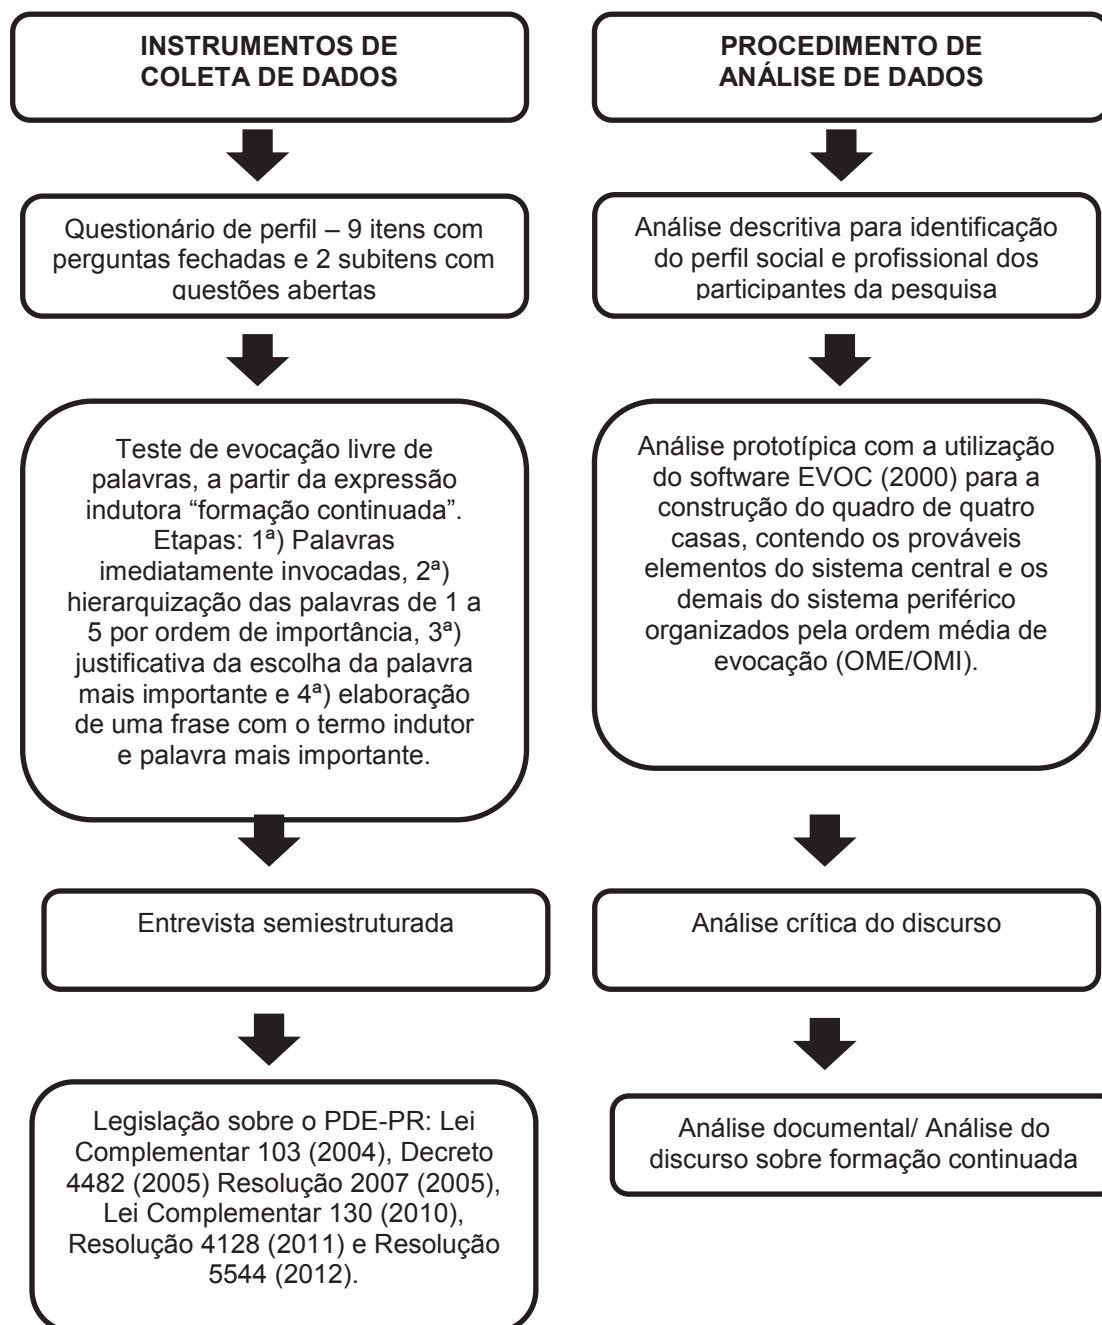 INSTRUMENTOS DE
COLETA DE DADOS
Questionário de perfil – 9 itens com
perguntas fechadas e 2 subitens com
questões abertas
Teste de evocação livre de
palavras, a partir da expressão
indutora “formação continuada”.
Etapas: 1ª) Palavras
imediatamente invocadas, 2ª)
hierarquização das palavras de 1 a
5 por ordem de importância, 3ª)
justificativa da escolha da palavra
mais importante e 4ª) elaboração
de uma frase com o termo indutor
e palavra mais importante.
Entrevista semiestruturada
Legislação sobre o PDE-PR: Lei
Complementar 103 (2004), Decreto
4482 (2005) Resolução 2007 (2005),
Lei Complementar 130 (2010),
Resolução 4128 (2011) e Resolução
5544 (2012).
PROCEDIMENTO DE
ANÁLISE DE DADOS
Análise descritiva para identificação
do perfil social e profissional dos
participantes da pesquisa
Análise prototípica com a utilização
do software EVOC (2000) para a
construção do quadro de quatro
casas, contendo os prováveis
elementos do sistema central e os
demais do sistema periférico
organizados pela ordem média de
evocação (OME/OMI).
Análise crítica do discurso
Análise documental/ Análise do
discurso sobre formação continuada